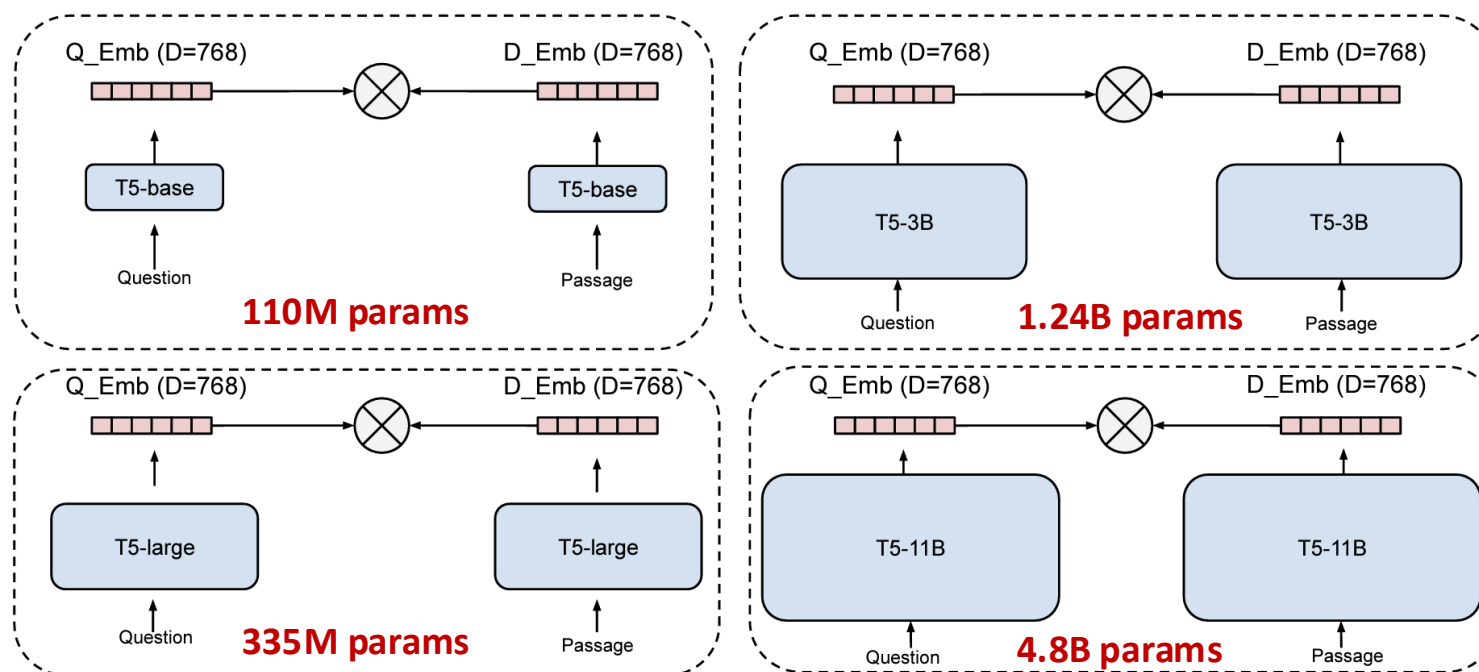 Q_Emb (D=768)
D_Emb (D=768)
T5-base
T5-base
Question
Passage
110M params
Q_Emb (D=768)
D_Emb (D=768)
T5-3B
T5-3B
Question
Passage
1.24B params
Q_Emb (D=768)
D_Emb (D=768)
T5-large
T5-large
Question
Passage
335M params
Q_Emb (D=768)
D_Emb (D=768)
T5-11B
T5-11B
Question
Passage
4.8B params